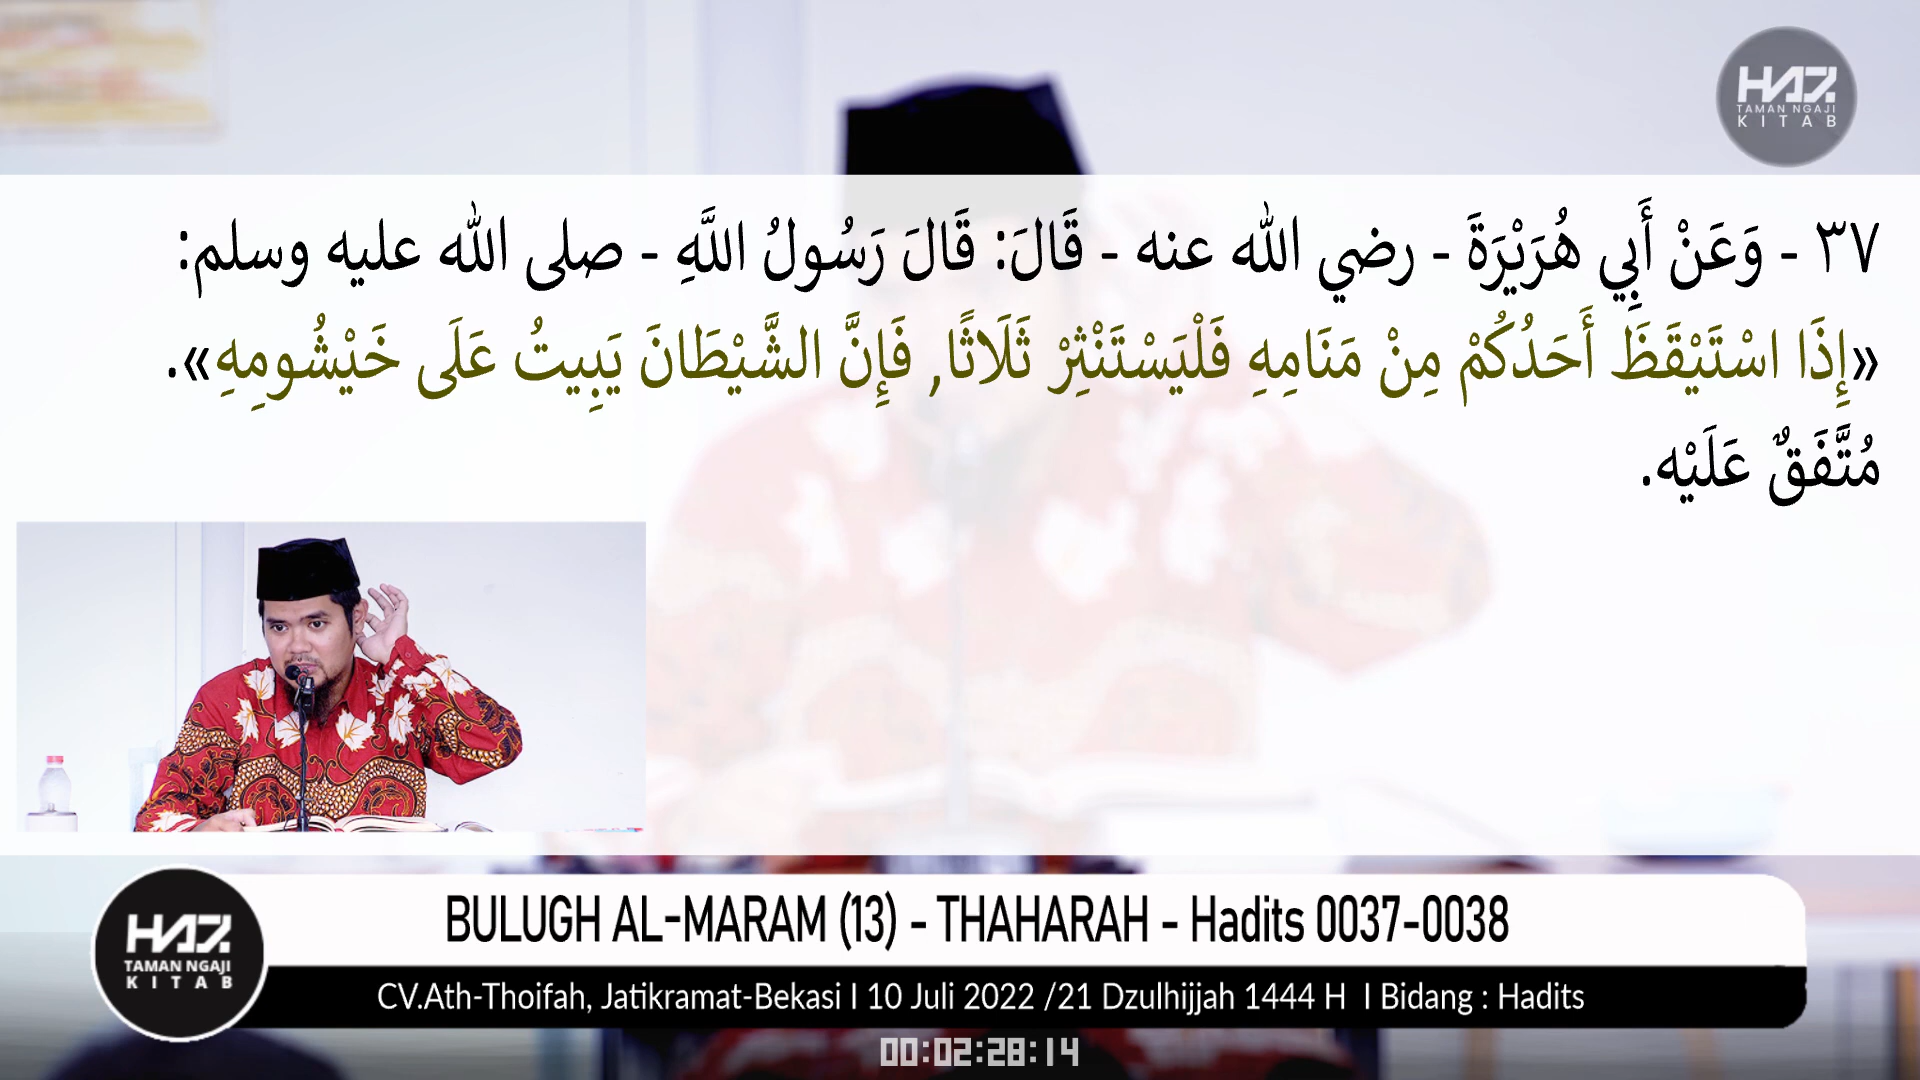 HAZ
TAMAN NGAJI
KITAB
٣٧ - وَعَنْ أَبِي هُرَيْرَةَ - رضي الله عنه - قَالَ: قَالَ رَسُولُ اللَّهِ - صلى الله عليه وسلم:
«إِذَا اسْتَيْقَظَ أَحَدُكُمْ مِنْ مَنَامِهِ فَلْيَسْتَنْثِرْ ثَلَاثًا, فَإِنَّ الشَّيْطَانَ يَبِيتُ عَلَى خَيْشُومِهِ».
مُتَّفَقٌ عَلَيْه.
BULUGH AL-MARAM (13) - THAHARAH - Hadits 0037-0038
HAZ
TAMAN NGAJI
KITAB
CV.Ath-Thoifah, Jatikramat-Bekasi I 10 Juli 2022 /21 Dzulhijjah 1444 H I Bidang : Hadits
00:02:28:14